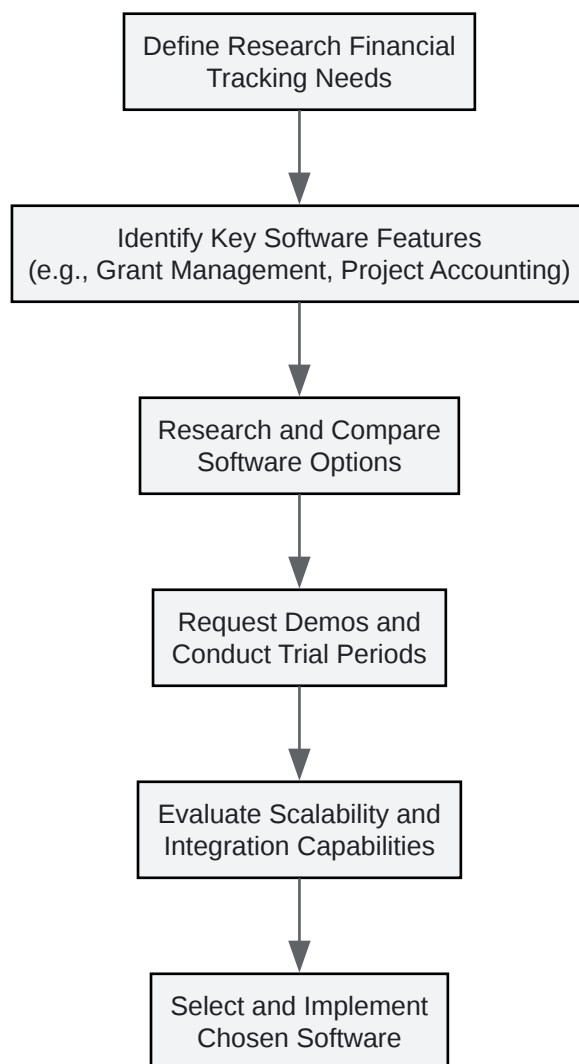 Define Research Financial
Tracking Needs
Identify Key Software Features
(e.g., Grant Management, Project Accounting)
Research and Compare
Software Options
Request Demos and
Conduct Trial Periods
Evaluate Scalability and
Integration Capabilities
Select and Implement
Chosen Software